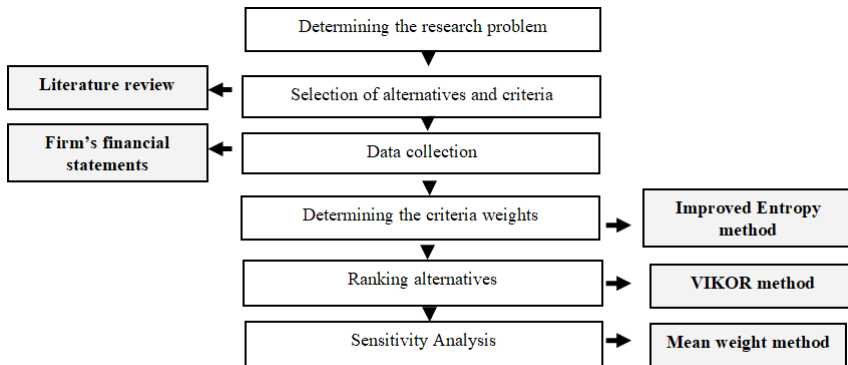 Determining the research problem
Literature review
Selection of alternatives and criteria
Firm's financial
statements
Data collection
Determining the criteria weights
Improved Entropy
method
Ranking alternatives
VIKOR method
Sensitivity Analysis
Mean weight method